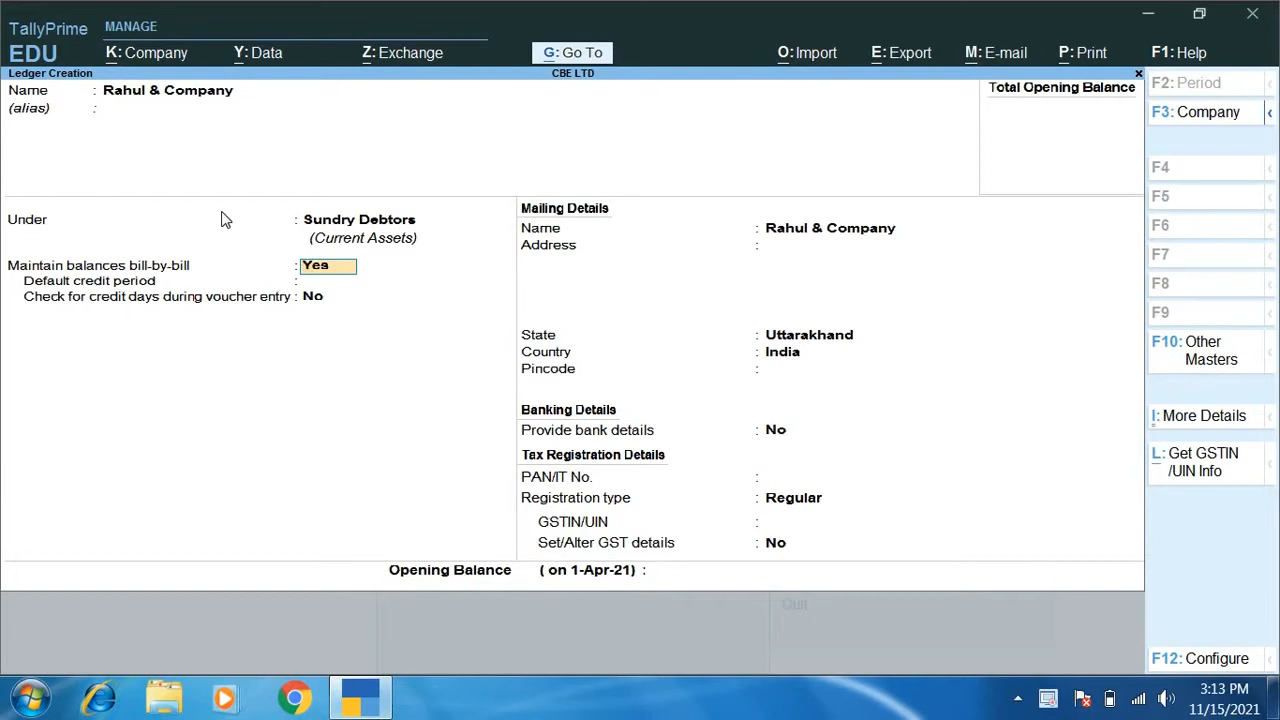 TallyPrime
EDU
MANAGE
K: Company
Y: Data
Z: Exchange
G: Go To
O: Import
E: Export
M: E-mail
P: Print
F1: Help
Ledger Creation
CBE LTD
Name : Rahul & Company
(alias) :
Total Opening Balance
Under : Sundry Debtors
(Current Assets)
Maintain balances bill-by-bill : Yes
Default credit period :
Check for credit days during voucher entry : No
Mailing Details
Name : Rahul & Company
Address :
State : Uttarakhand
Country : India
Pincode :
Banking Details
Provide bank details : No
Tax Registration Details
PAN/IT No. :
Registration type : Regular
GSTIN/UIN :
Set/Alter GST details : No
Opening Balance ( on 1-Apr-21) :
Quit
F2: Period
F3: Company
F4
F5
F6
F7
F8
F9
F10: Other
Masters
I: More Details
L: Get GSTIN
/UIN Info
F12: Configure
3:13 PM
11/15/2021